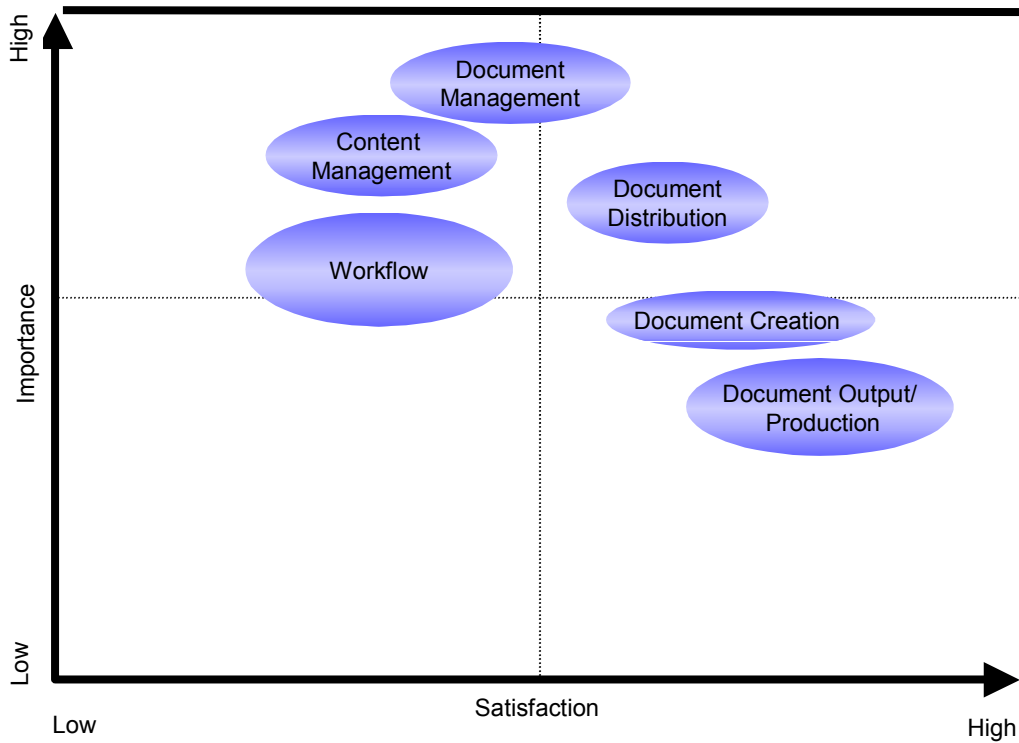 High
Document
Management
Content
Management
Document
Distribution
Workflow
Importance
Document Creation
Document Output/
Production
Low
Satisfaction
Low
High